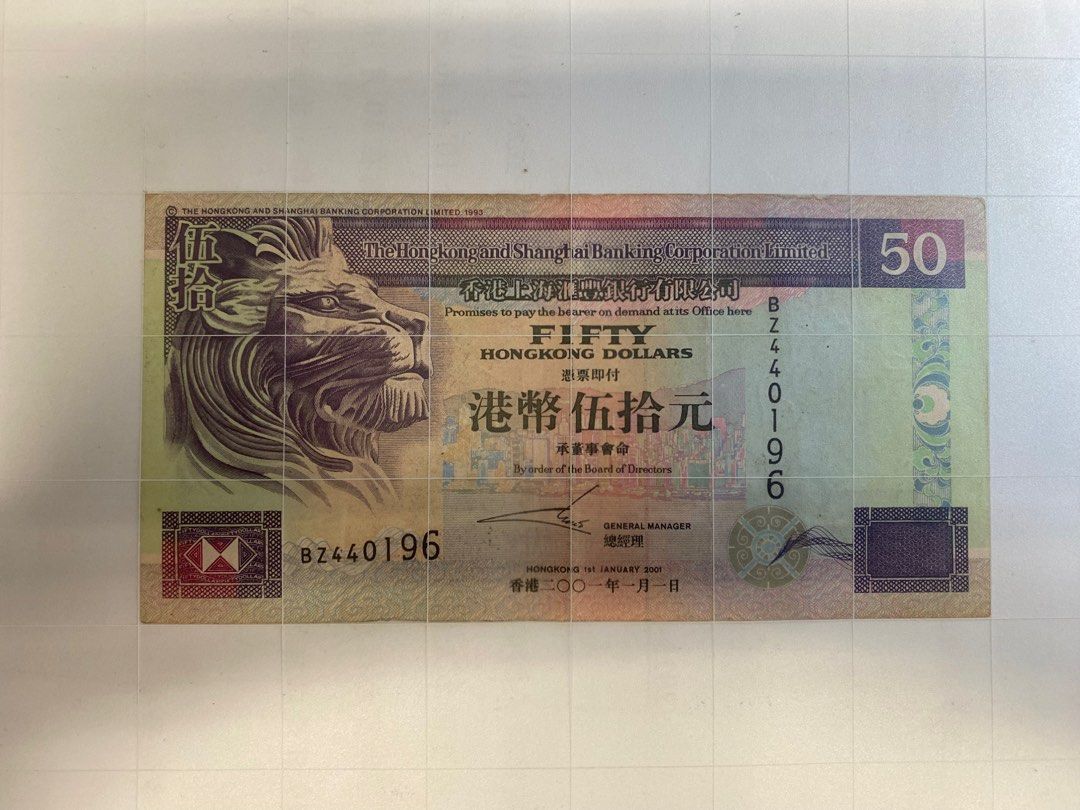 © THE HONGKONG AND SHANGHAI BANKING CORPORATION LIMITED 1993
伍拾
The Hongkong and Shanghai Banking Corporation Limited
50
香港上海滙豐銀行有限公司
Promises to pay the bearer on demand at its Office here
FIFTY
HONGKONG DOLLARS
憑票即付
港幣伍拾元
承董事會命
By order of the Board of Directors
BZ440196
GENERAL MANAGER
總經理
BZ440196
HONGKONG 1st JANUARY 2001
香港二〇〇一年一月一日